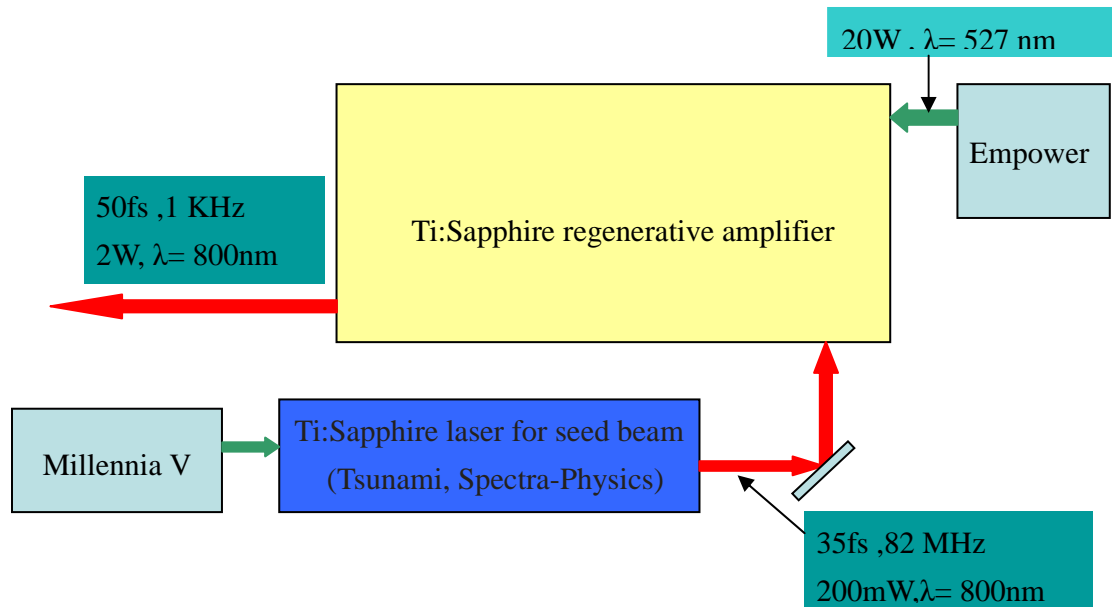 20W , λ= 527 nm
Empower
50fs ,1 KHz
2W, λ= 800nm
Ti:Sapphire regenerative amplifier
Millennia V
Ti:Sapphire laser for seed beam
(Tsunami, Spectra-Physics)
35fs ,82 MHz
200mW,λ= 800nm